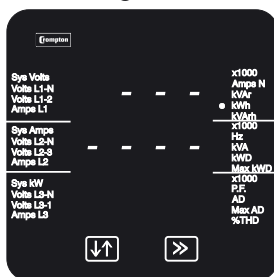 Crompton
Sys Volts
Volts L1-N
Volts L1-2
Amps L1
- - -
x1000
Amps N
kVAr
kWh
kVArh
Sys Amps
Volts L2-N
Volts L2-3
Amps L2
- - - -
x1000
Hz
kVA
kWD
Max kWD
Sys kW
Volts L3-N
Volts L3-1
Amps L3
x1000
P.F.
AD
Max AD
%THD